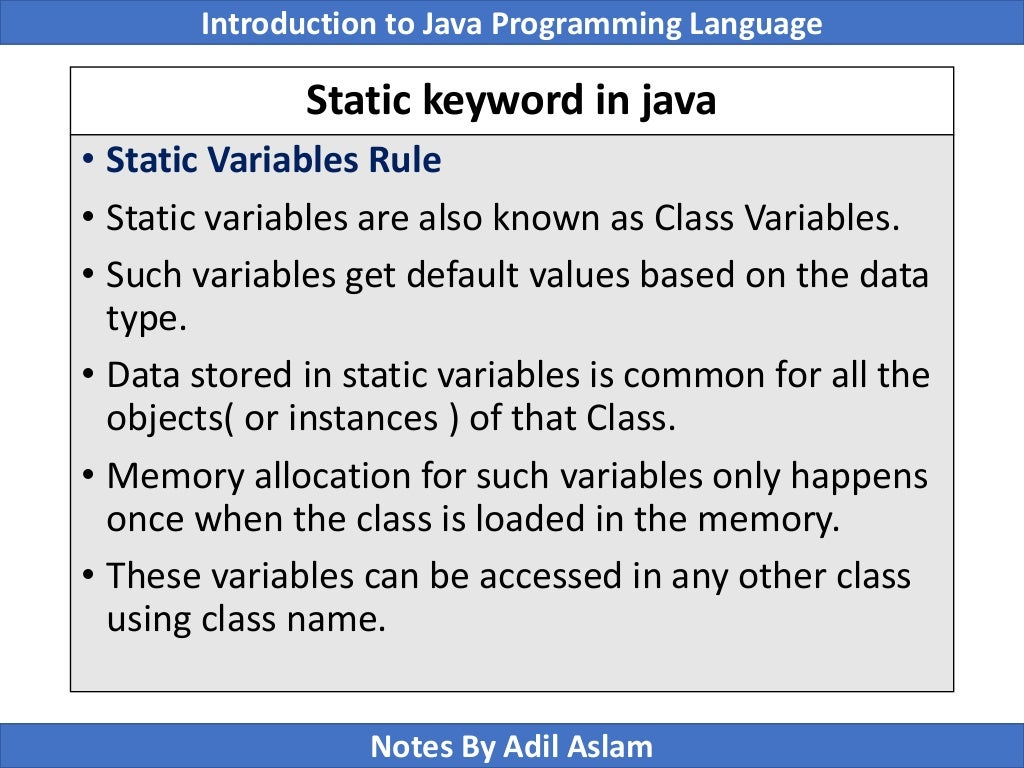 Introduction to Java Programming Language
Static keyword in java
• Static Variables Rule
• Static variables are also known as Class Variables.
• Such variables get default values based on the data
type.
• Data stored in static variables is common for all the
objects( or instances ) of that Class.
• Memory allocation for such variables only happens
once when the class is loaded in the memory.
• These variables can be accessed in any other class
using class name.
Notes By Adil Aslam